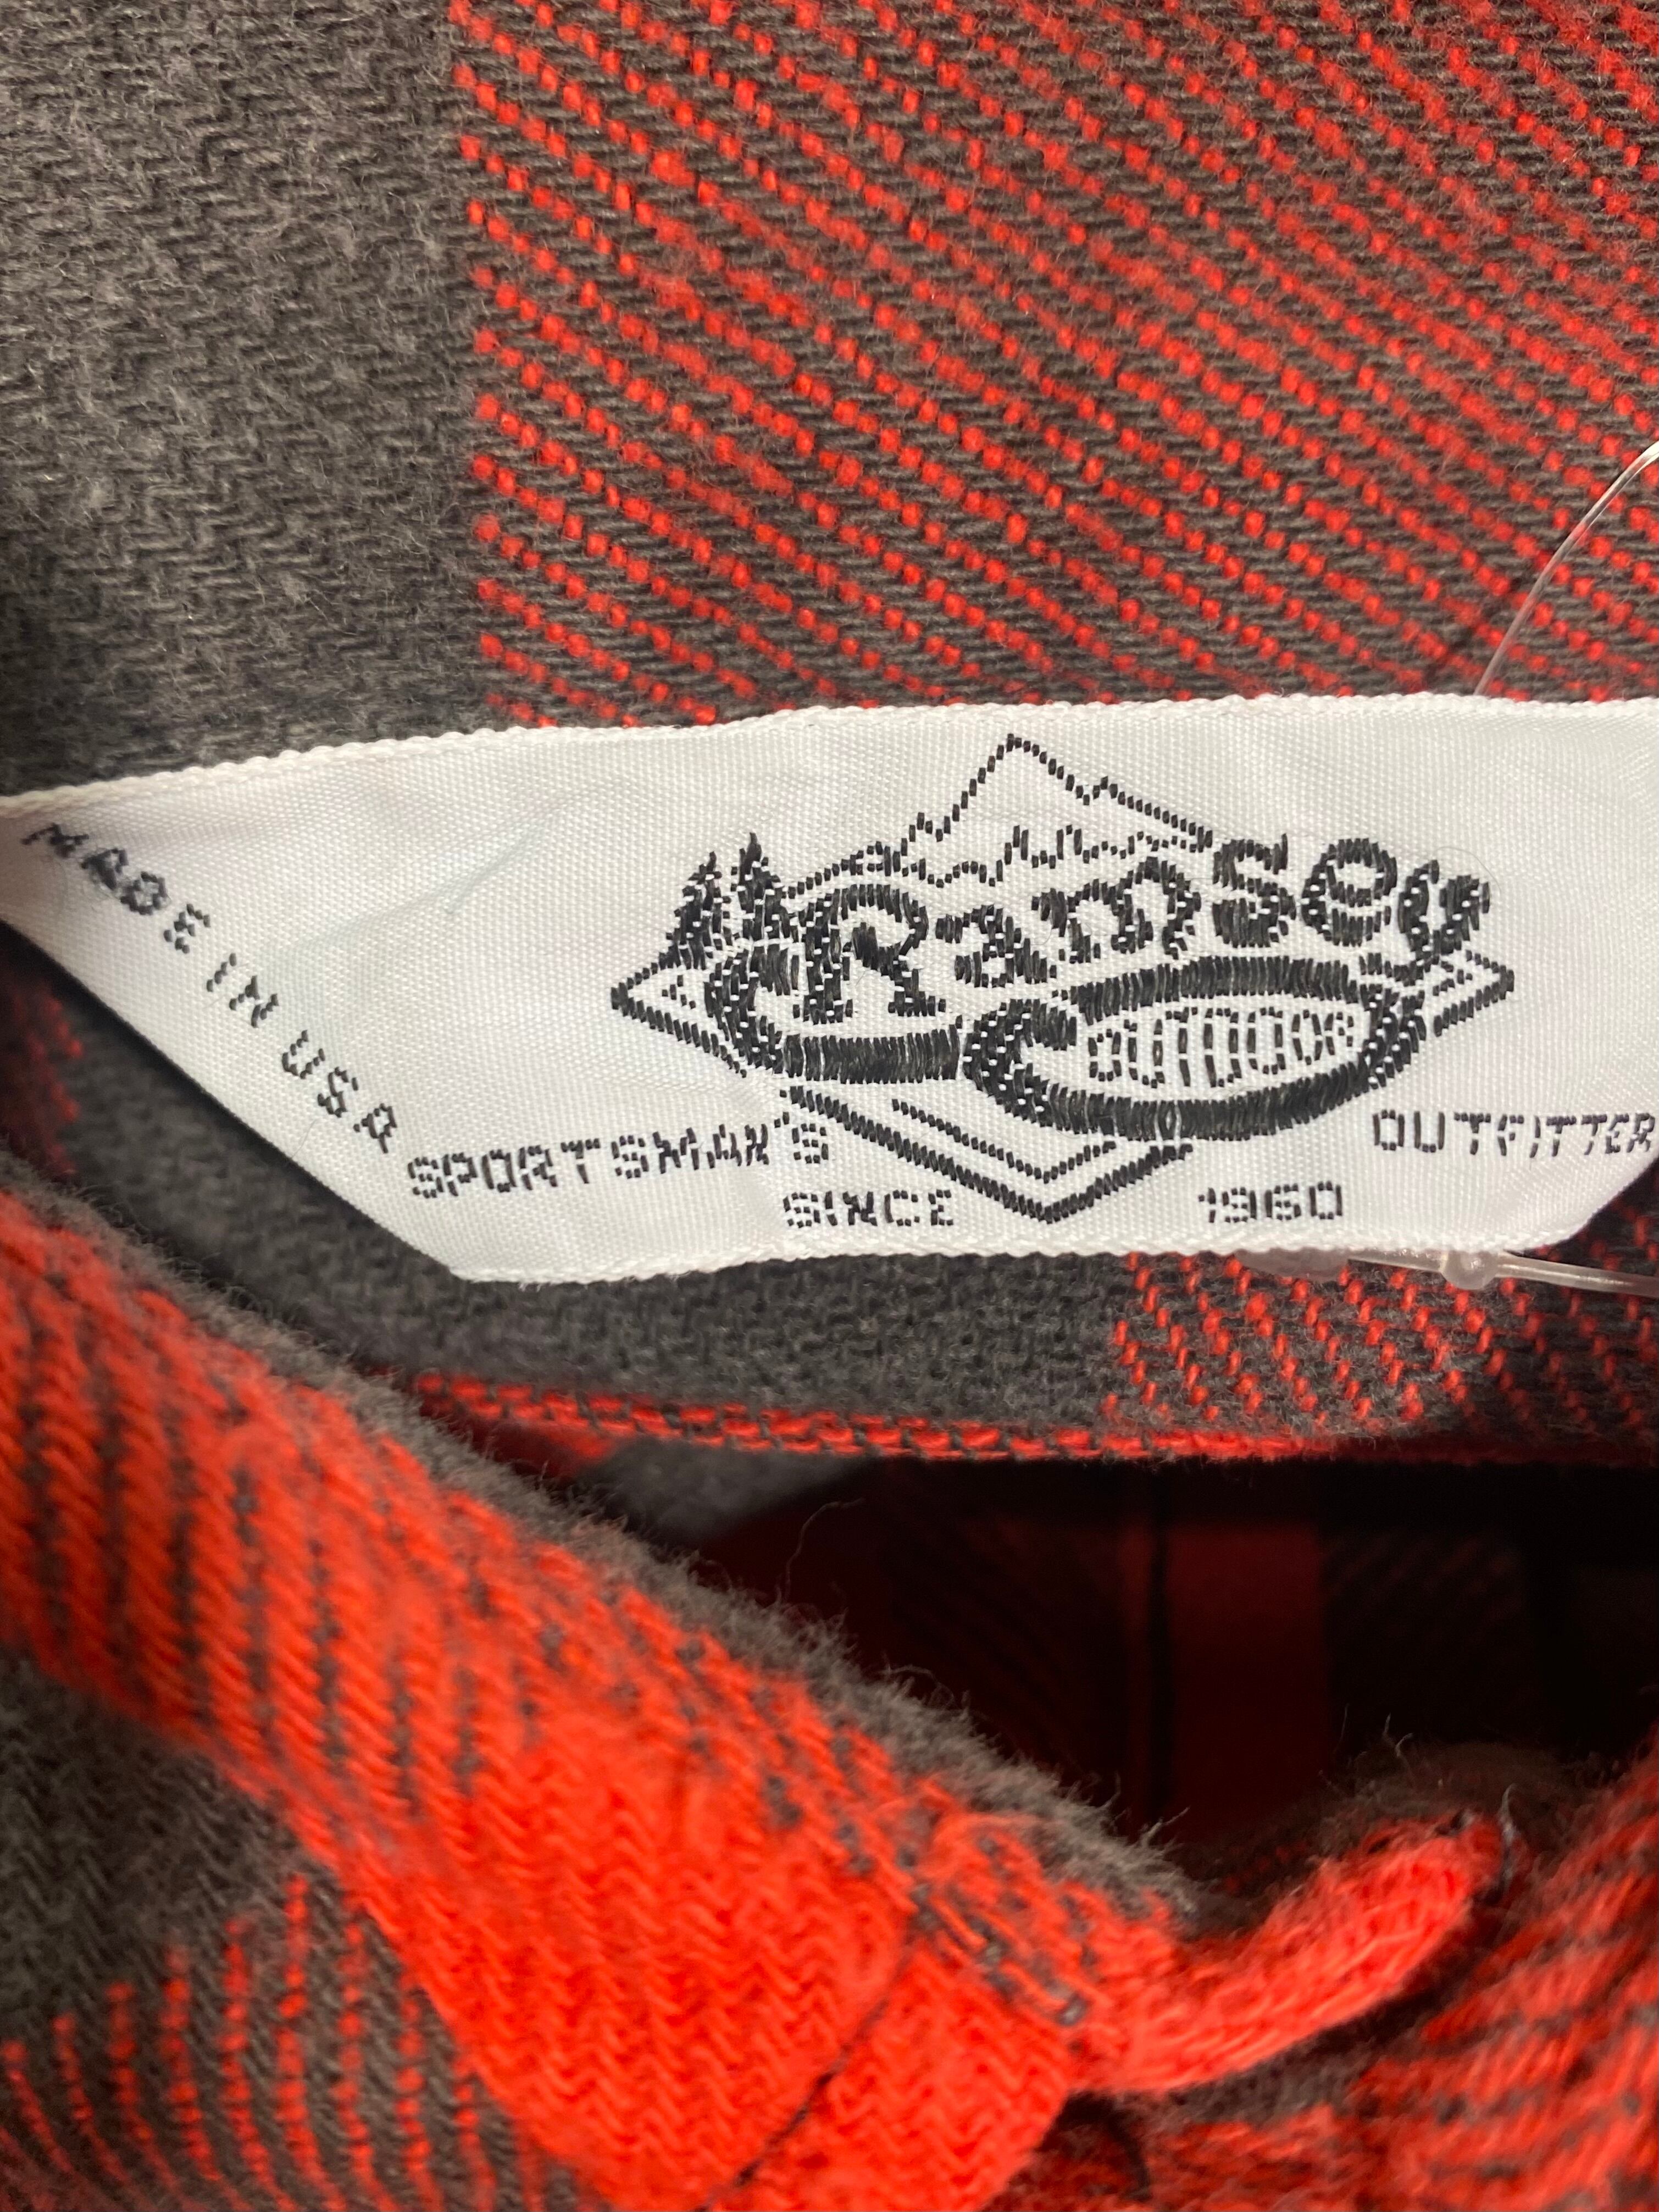 MADE IN USA
Ramsey
OUTDOOR
SPORTSMAN'S OUTFITTER
SINCE 1960